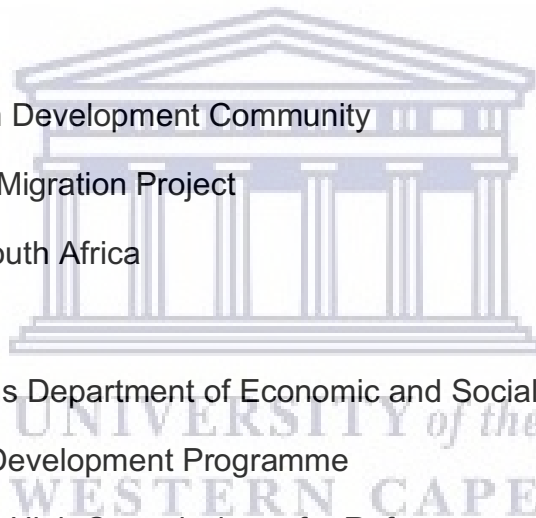 Development Community
Migration Project
outh Africa
s Department of Economic and Social
UNIVERSITY of the
Development Programme
WESTERN CAPE